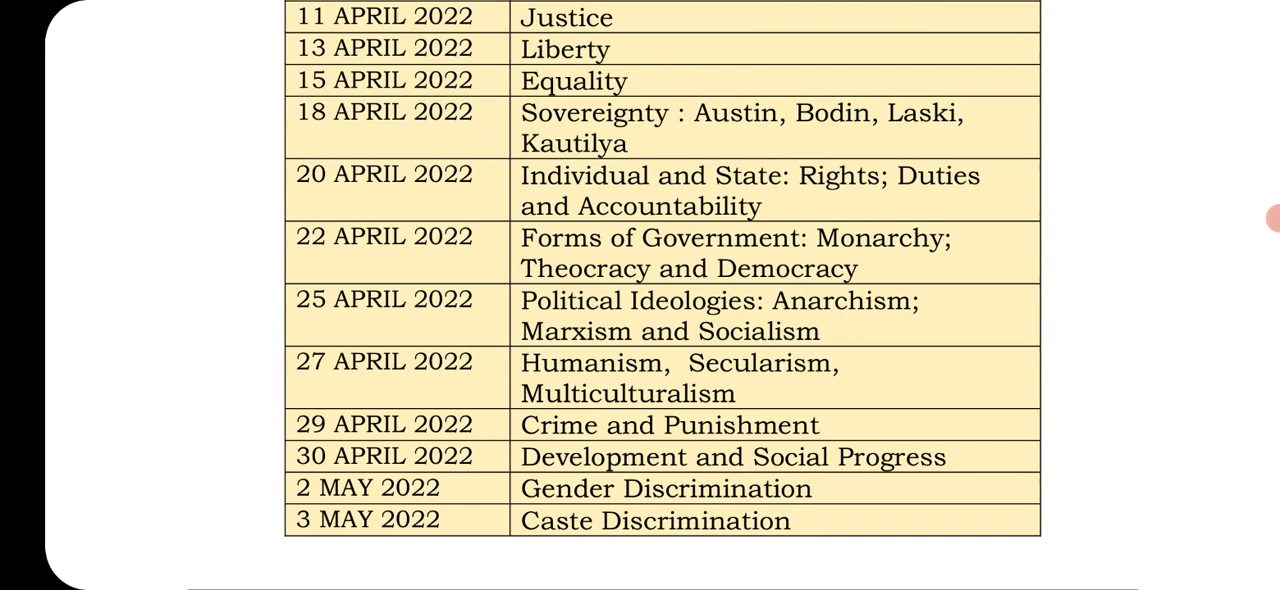 11 APRIL 2022 Justice
13 APRIL 2022 Liberty
15 APRIL 2022 Equality
18 APRIL 2022 Sovereignty : Austin, Bodin, Laski,
Kautilya
20 APRIL 2022 Individual and State: Rights; Duties
and Accountability
22 APRIL 2022 Forms of Government: Monarchy;
Theocracy and Democracy
25 APRIL 2022 Political Ideologies: Anarchism;
Marxism and Socialism
27 APRIL 2022 Humanism, Secularism,
Multiculturalism
29 APRIL 2022 Crime and Punishment
30 APRIL 2022 Development and Social Progress
2 MAY 2022 Gender Discrimination
3 MAY 2022 Caste Discrimination